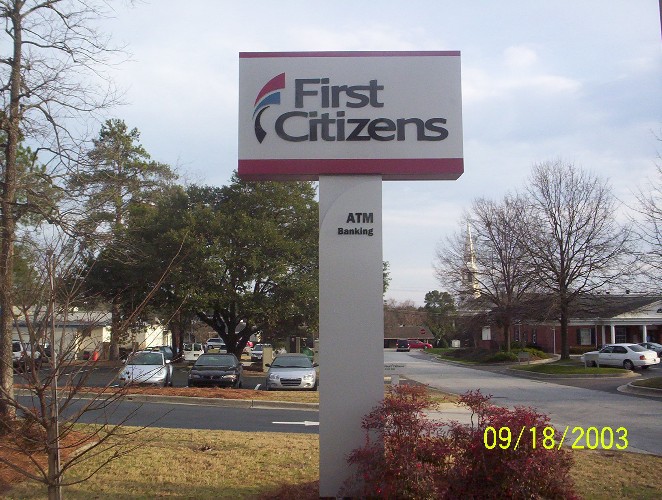 First
Citizens
ATM
Banking
09/18/2003